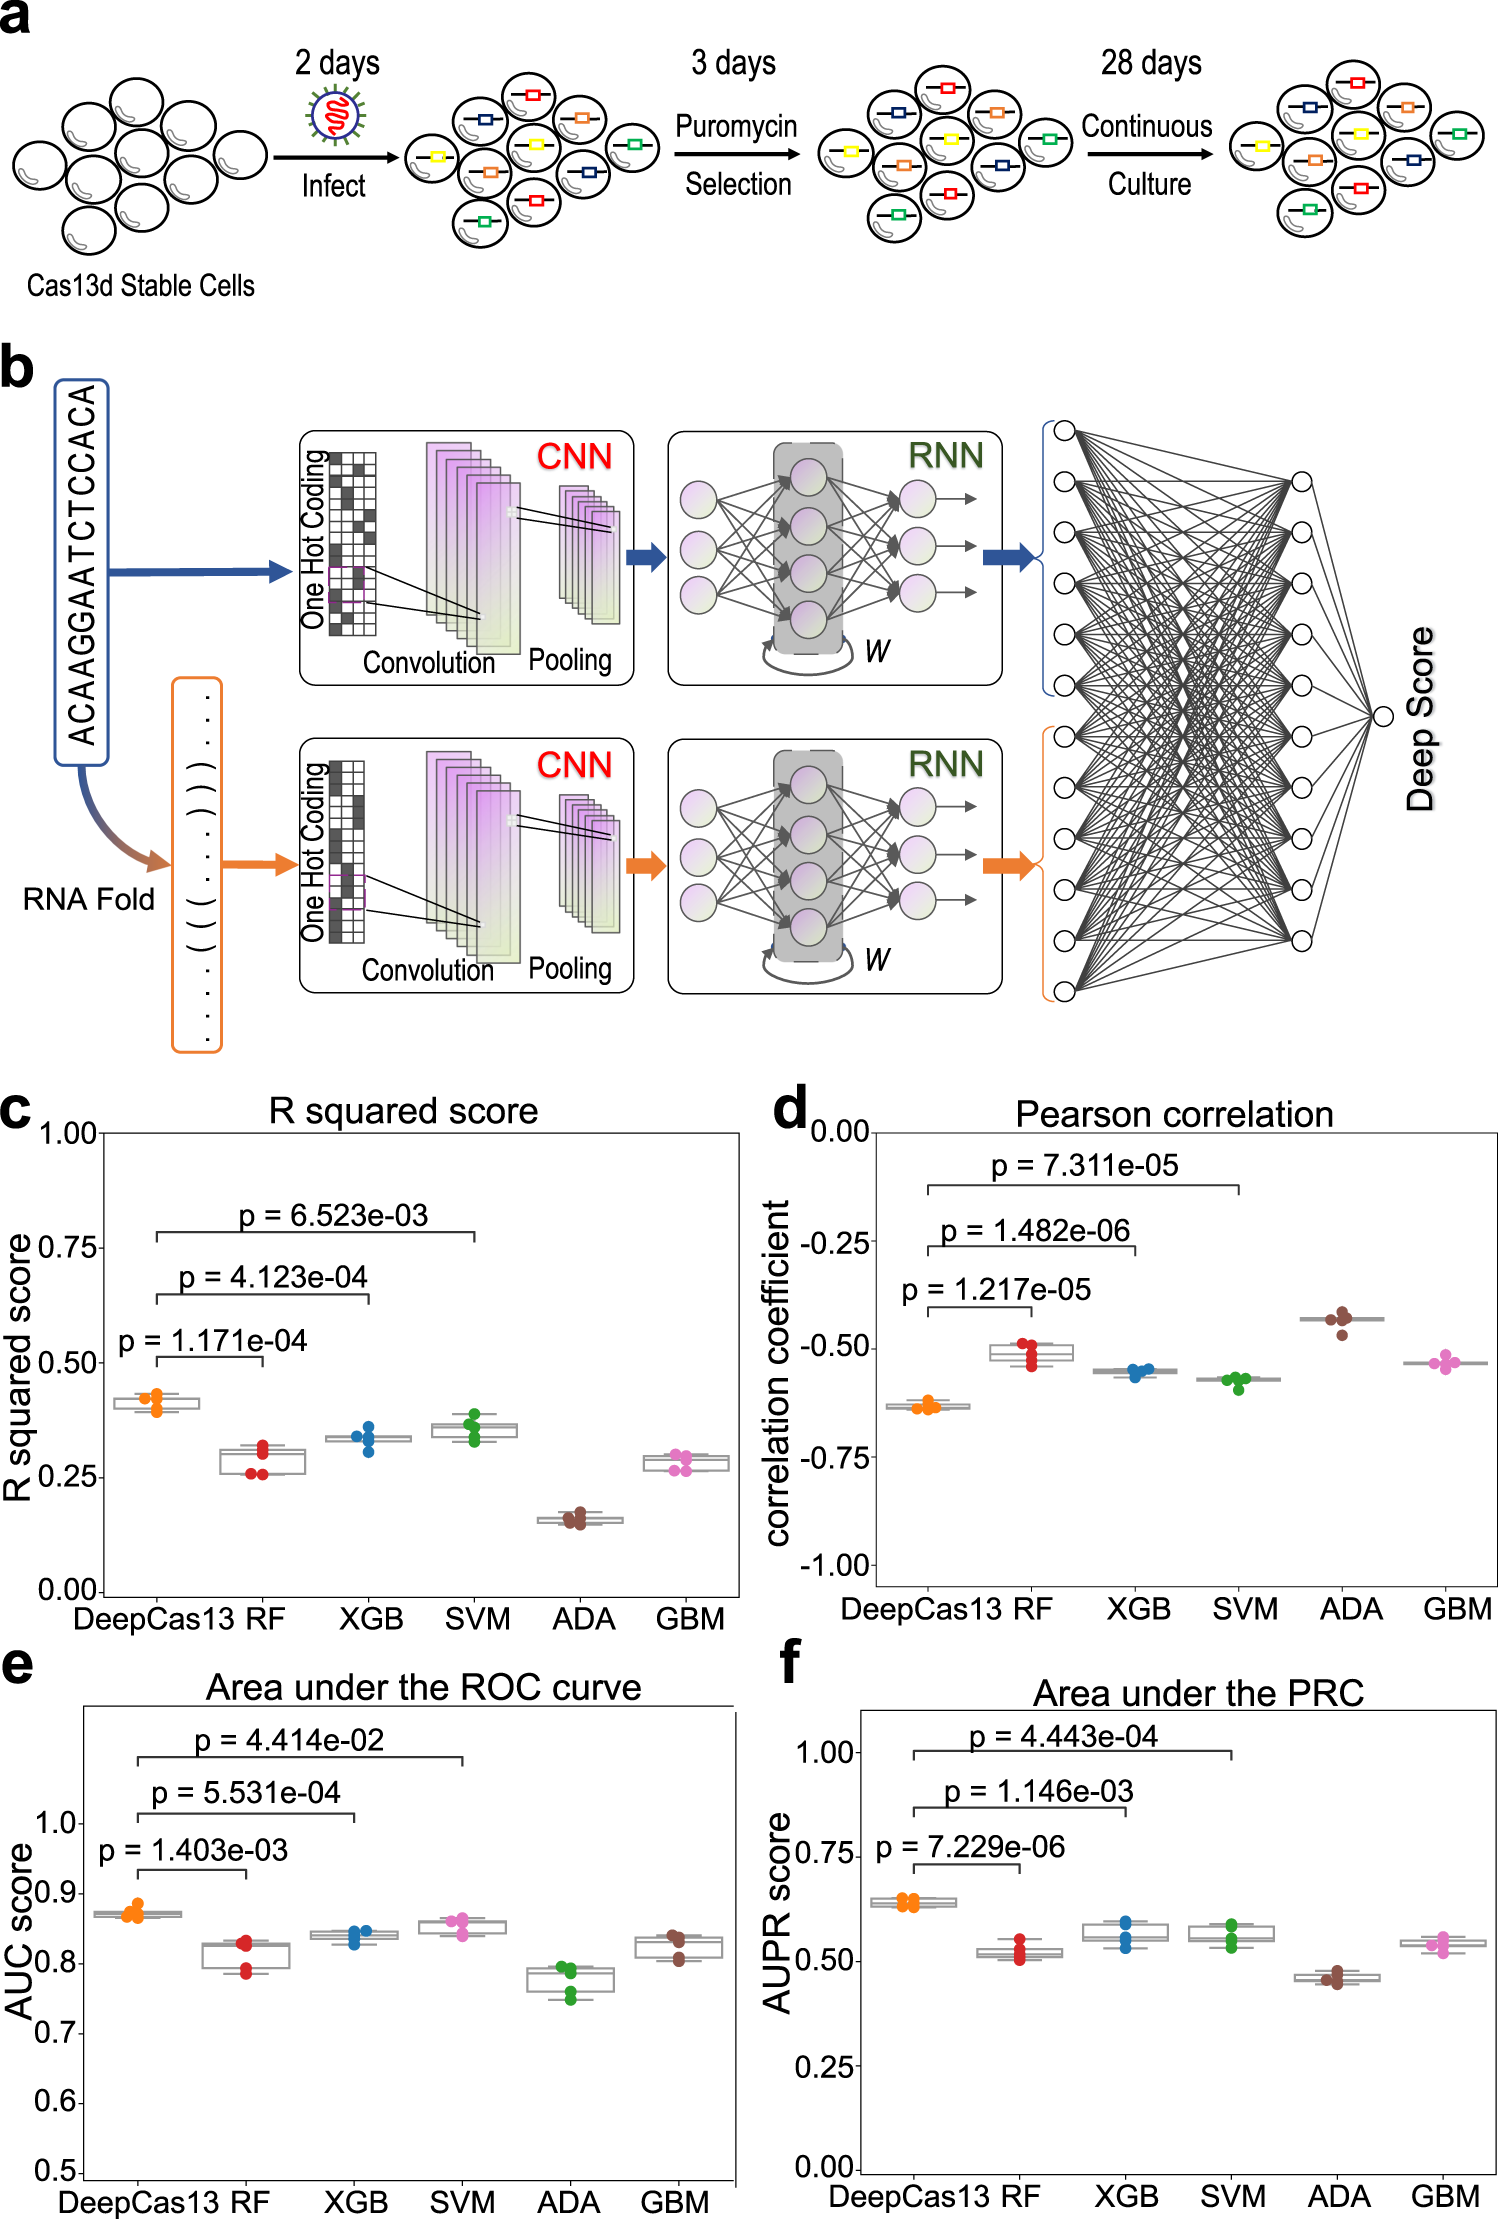 a
2 days
3 days
28 days
Infect
Puromycin
Selection
Continuous
Culture
Cas13d Stable Cells
b
ACAAGGAATCTCCACA
RNA Fold
. . . ( ( ( . . . ) ) ) . . . .
One Hot Coding
CNN
Convolution
Pooling
RNN
W
One Hot Coding
CNN
Convolution
Pooling
RNN
W
Deep Score
c
R squared score
R squared score
1.00
0.75
0.50
0.25
0.00
p = 6.523e-03
p = 4.123e-04
p = 1.171e-04
DeepCas13 RF XGB SVM ADA GBM
d
Pearson correlation
correlation coefficient
0.00
-0.25
-0.50
-0.75
-1.00
p = 7.311e-05
p = 1.482e-06
p = 1.217e-05
DeepCas13 RF XGB SVM ADA GBM
e
Area under the ROC curve
AUC score
1.0
0.9
0.8
0.7
0.6
0.5
p = 4.414e-02
p = 5.531e-04
p = 1.403e-03
DeepCas13 RF XGB SVM ADA GBM
f
Area under the PRC
AUPR score
1.00
0.75
0.50
0.25
0.00
p = 4.443e-04
p = 1.146e-03
p = 7.229e-06
DeepCas13 RF XGB SVM ADA GBM